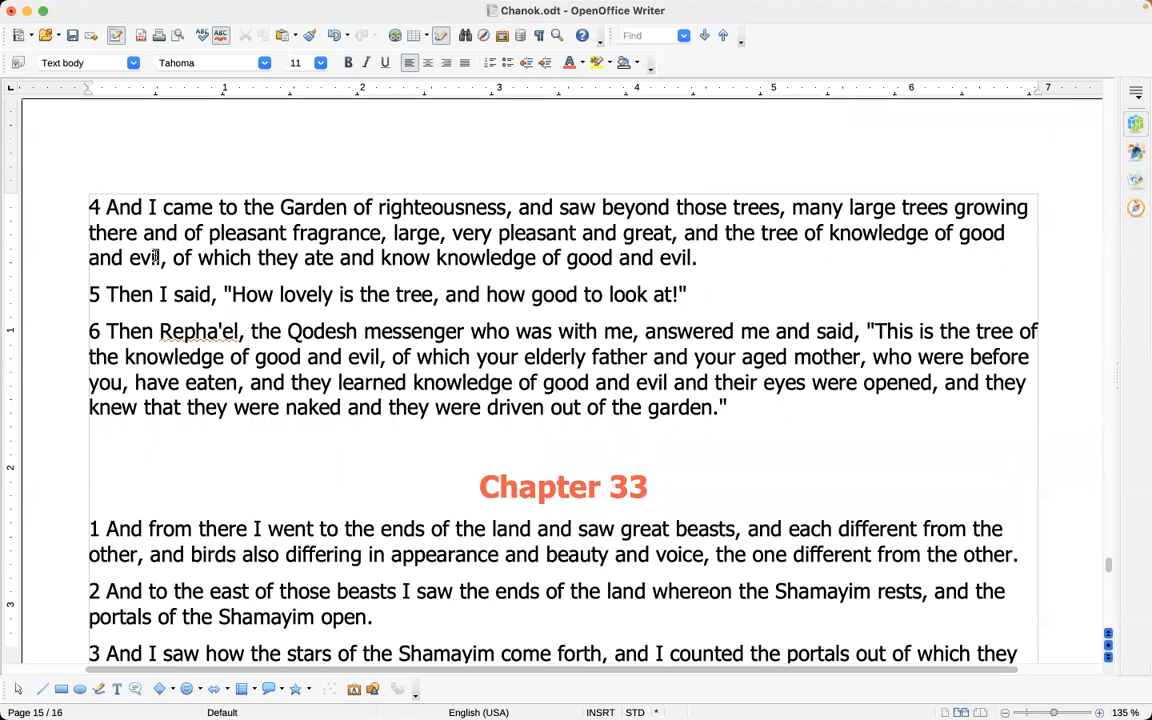 Chanok.odt - OpenOffice Writer
Find
Text body
Tahoma
11
1 2 3 4 5 6 7
4 And I came to the Garden of righteousness, and saw beyond those trees, many large trees growing
there and of pleasant fragrance, large, very pleasant and great, and the tree of knowledge of good
and evil, of which they ate and know knowledge of good and evil.
5 Then I said, "How lovely is the tree, and how good to look at!"
6 Then Repha'el, the Qodesh messenger who was with me, answered me and said, "This is the tree of
the knowledge of good and evil, of which your elderly father and your aged mother, who were before
you, have eaten, and they learned knowledge of good and evil and their eyes were opened, and they
knew that they were naked and they were driven out of the garden."
Chapter 33
1 And from there I went to the ends of the land and saw great beasts, and each different from the
other, and birds also differing in appearance and beauty and voice, the one different from the other.
2 And to the east of those beasts I saw the ends of the land whereon the Shamayim rests, and the
portals of the Shamayim open.
3 And I saw how the stars of the Shamayim come forth, and I counted the portals out of which they
Page 15 / 16
Default
English (USA)
INSRT
STD
*
135 %